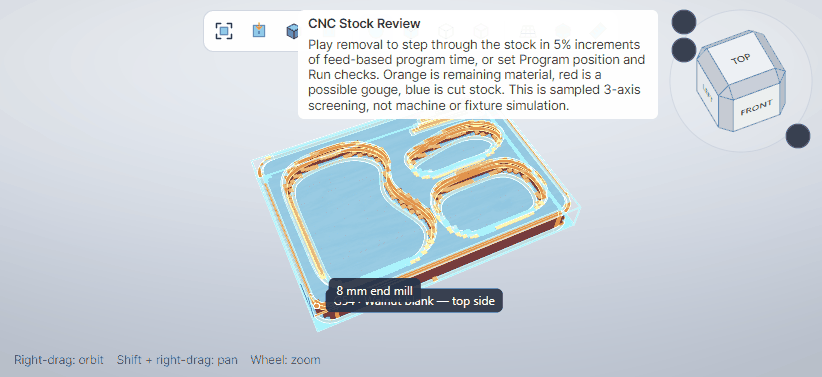 CNC Stock Review
Play removal to step through the stock in 5% increments
of feed-based program time, or set Program position and
Run checks. Orange is remaining material, red is a
possible gouge, blue is cut stock. This is sampled 3-axis
screening, not machine or fixture simulation.
TOP
LEFT
FRONT
8 mm end mill
G54 · Walnut blank — top side
Right-drag: orbit Shift + right-drag: pan Wheel: zoom